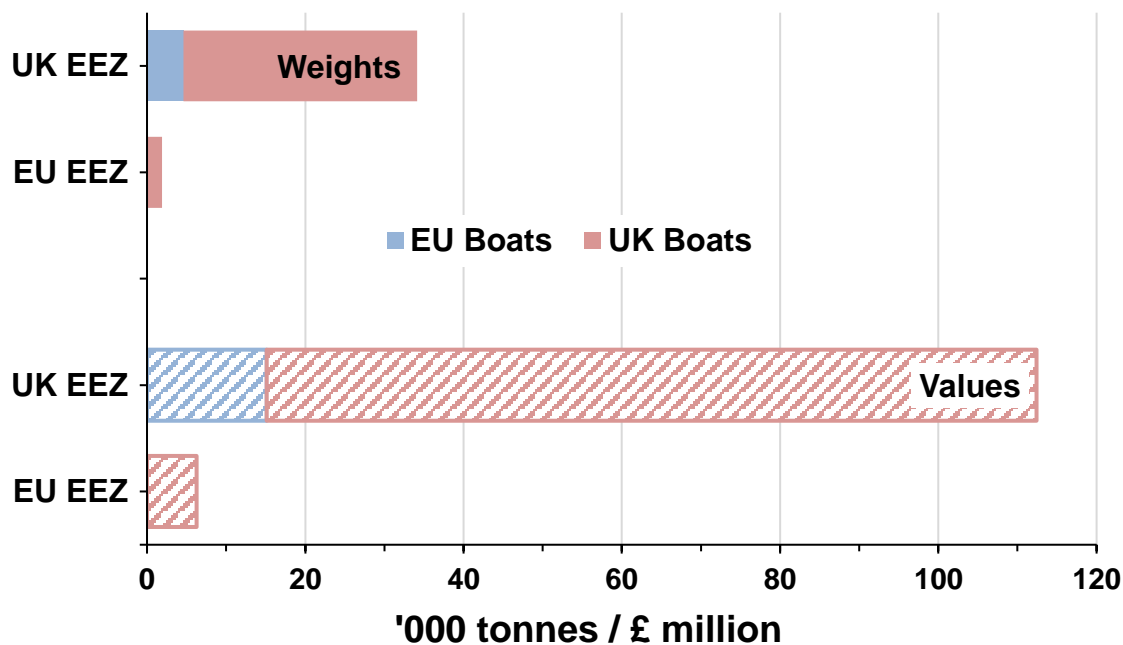 UK EEZ
Weights
EU EEZ
EU Boats UK Boats
UK EEZ
Values
EU EEZ
0 20 40 60 80 100 120
'000 tonnes / £ million